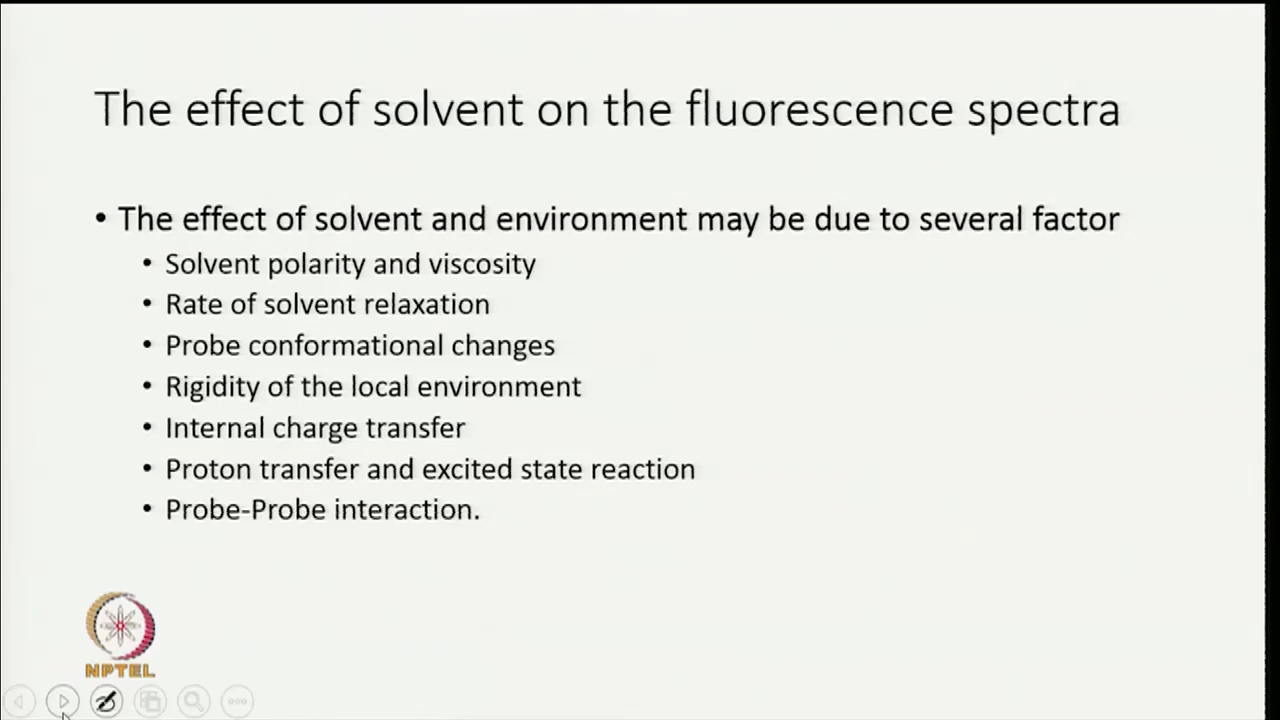 The effect of solvent on the fluorescence spectra
• The effect of solvent and environment may be due to several factor
• Solvent polarity and viscosity
• Rate of solvent relaxation
• Probe conformational changes
• Rigidity of the local environment
• Internal charge transfer
• Proton transfer and excited state reaction
• Probe-Probe interaction.
NPTEL